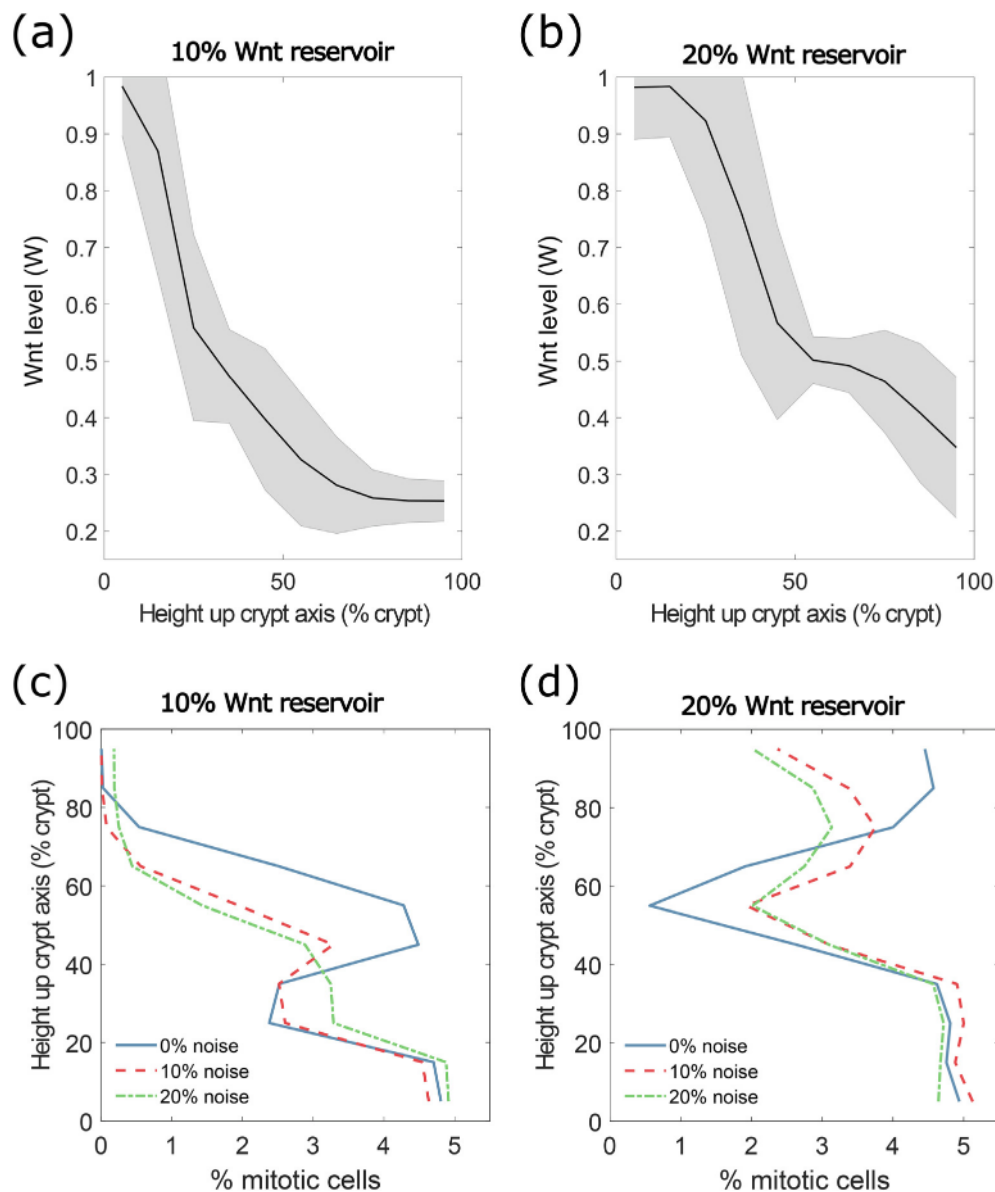 (a)
10% Wnt reservoir
1
0.9
0.8
0.7
0.6
0.5
0.4
0.3
0.2
Wnt level (W)
0
50
100
Height up crypt axis (% crypt)
(b)
20% Wnt reservoir
1
0.9
0.8
0.7
0.6
0.5
0.4
0.3
0.2
Wnt level (W)
0
50
100
Height up crypt axis (% crypt)
(c)
10% Wnt reservoir
100
80
60
40
20
0
Height up crypt axis (% crypt)
0% noise
10% noise
20% noise
0
1
2
3
4
5
% mitotic cells
(d)
20% Wnt reservoir
100
80
60
40
20
0
Height up crypt axis (% crypt)
0% noise
10% noise
20% noise
0
1
2
3
4
5
% mitotic cells